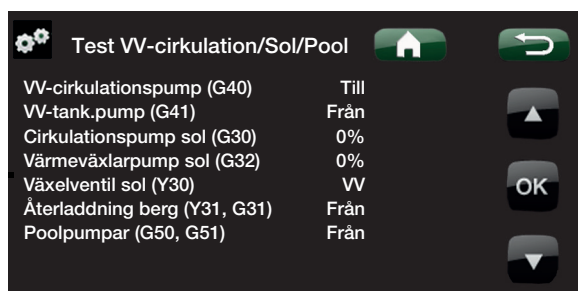 Test VV-cirkulation/Sol/Pool
VV-cirkulationspump (G40) Till
VV-tank.pump (G41) Från
Cirkulationspump sol (G30) 0%
Värmeväxlarpump sol (G32) 0%
Växelventil sol (Y30) VV
Återladdning berg (Y31, G31) Från
Poolpumpar (G50, G51) Från
OK